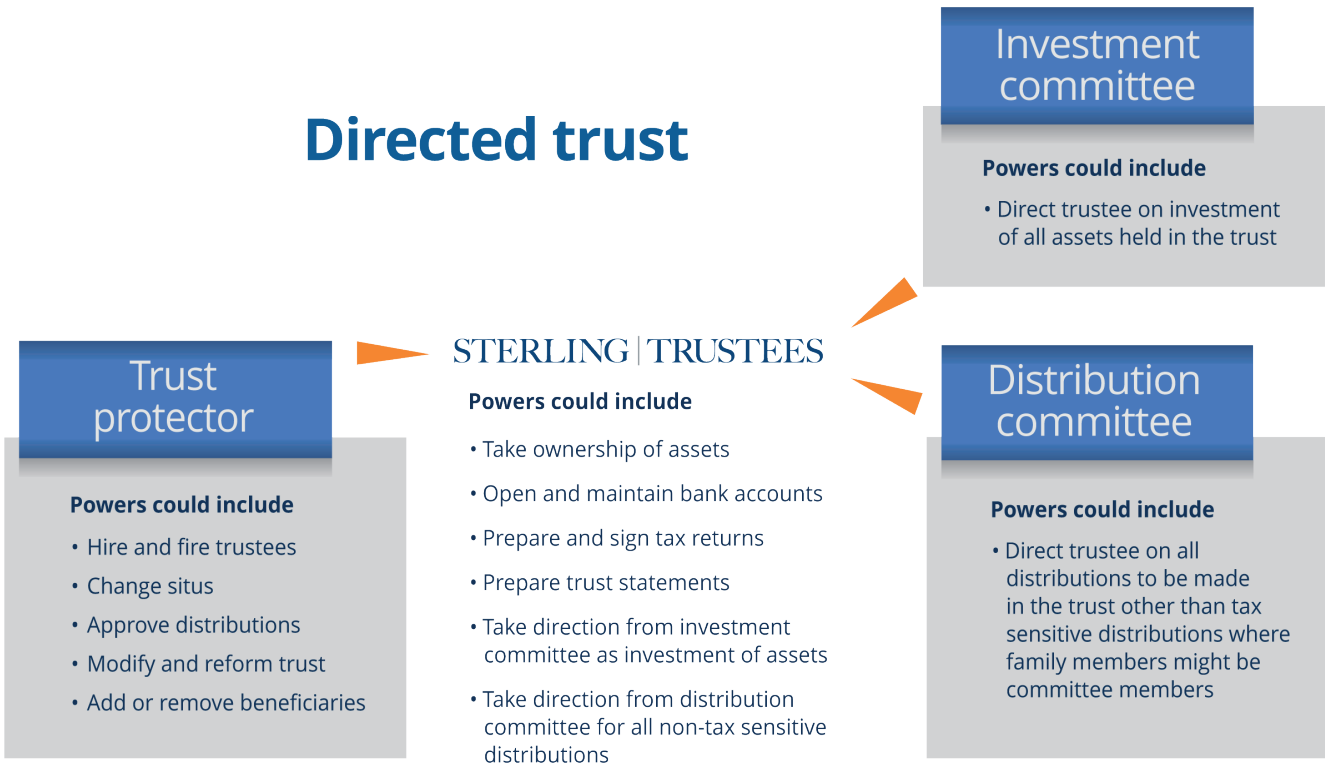 Directed trust
Investment
committee
Powers could include
• Direct trustee on investment
of all assets held in the trust
Trust
protector
Powers could include
• Hire and fire trustees
• Change situs
• Approve distributions
• Modify and reform trust
• Add or remove beneficiaries
STERLING | TRUSTEES
Powers could include
• Take ownership of assets
• Open and maintain bank accounts
• Prepare and sign tax returns
• Prepare trust statements
• Take direction from investment
committee as investment of assets
• Take direction from distribution
committee for all non-tax sensitive
distributions
Distribution
committee
Powers could include
• Direct trustee on all
distributions to be made
in the trust other than tax
sensitive distributions where
family members might be
committee members